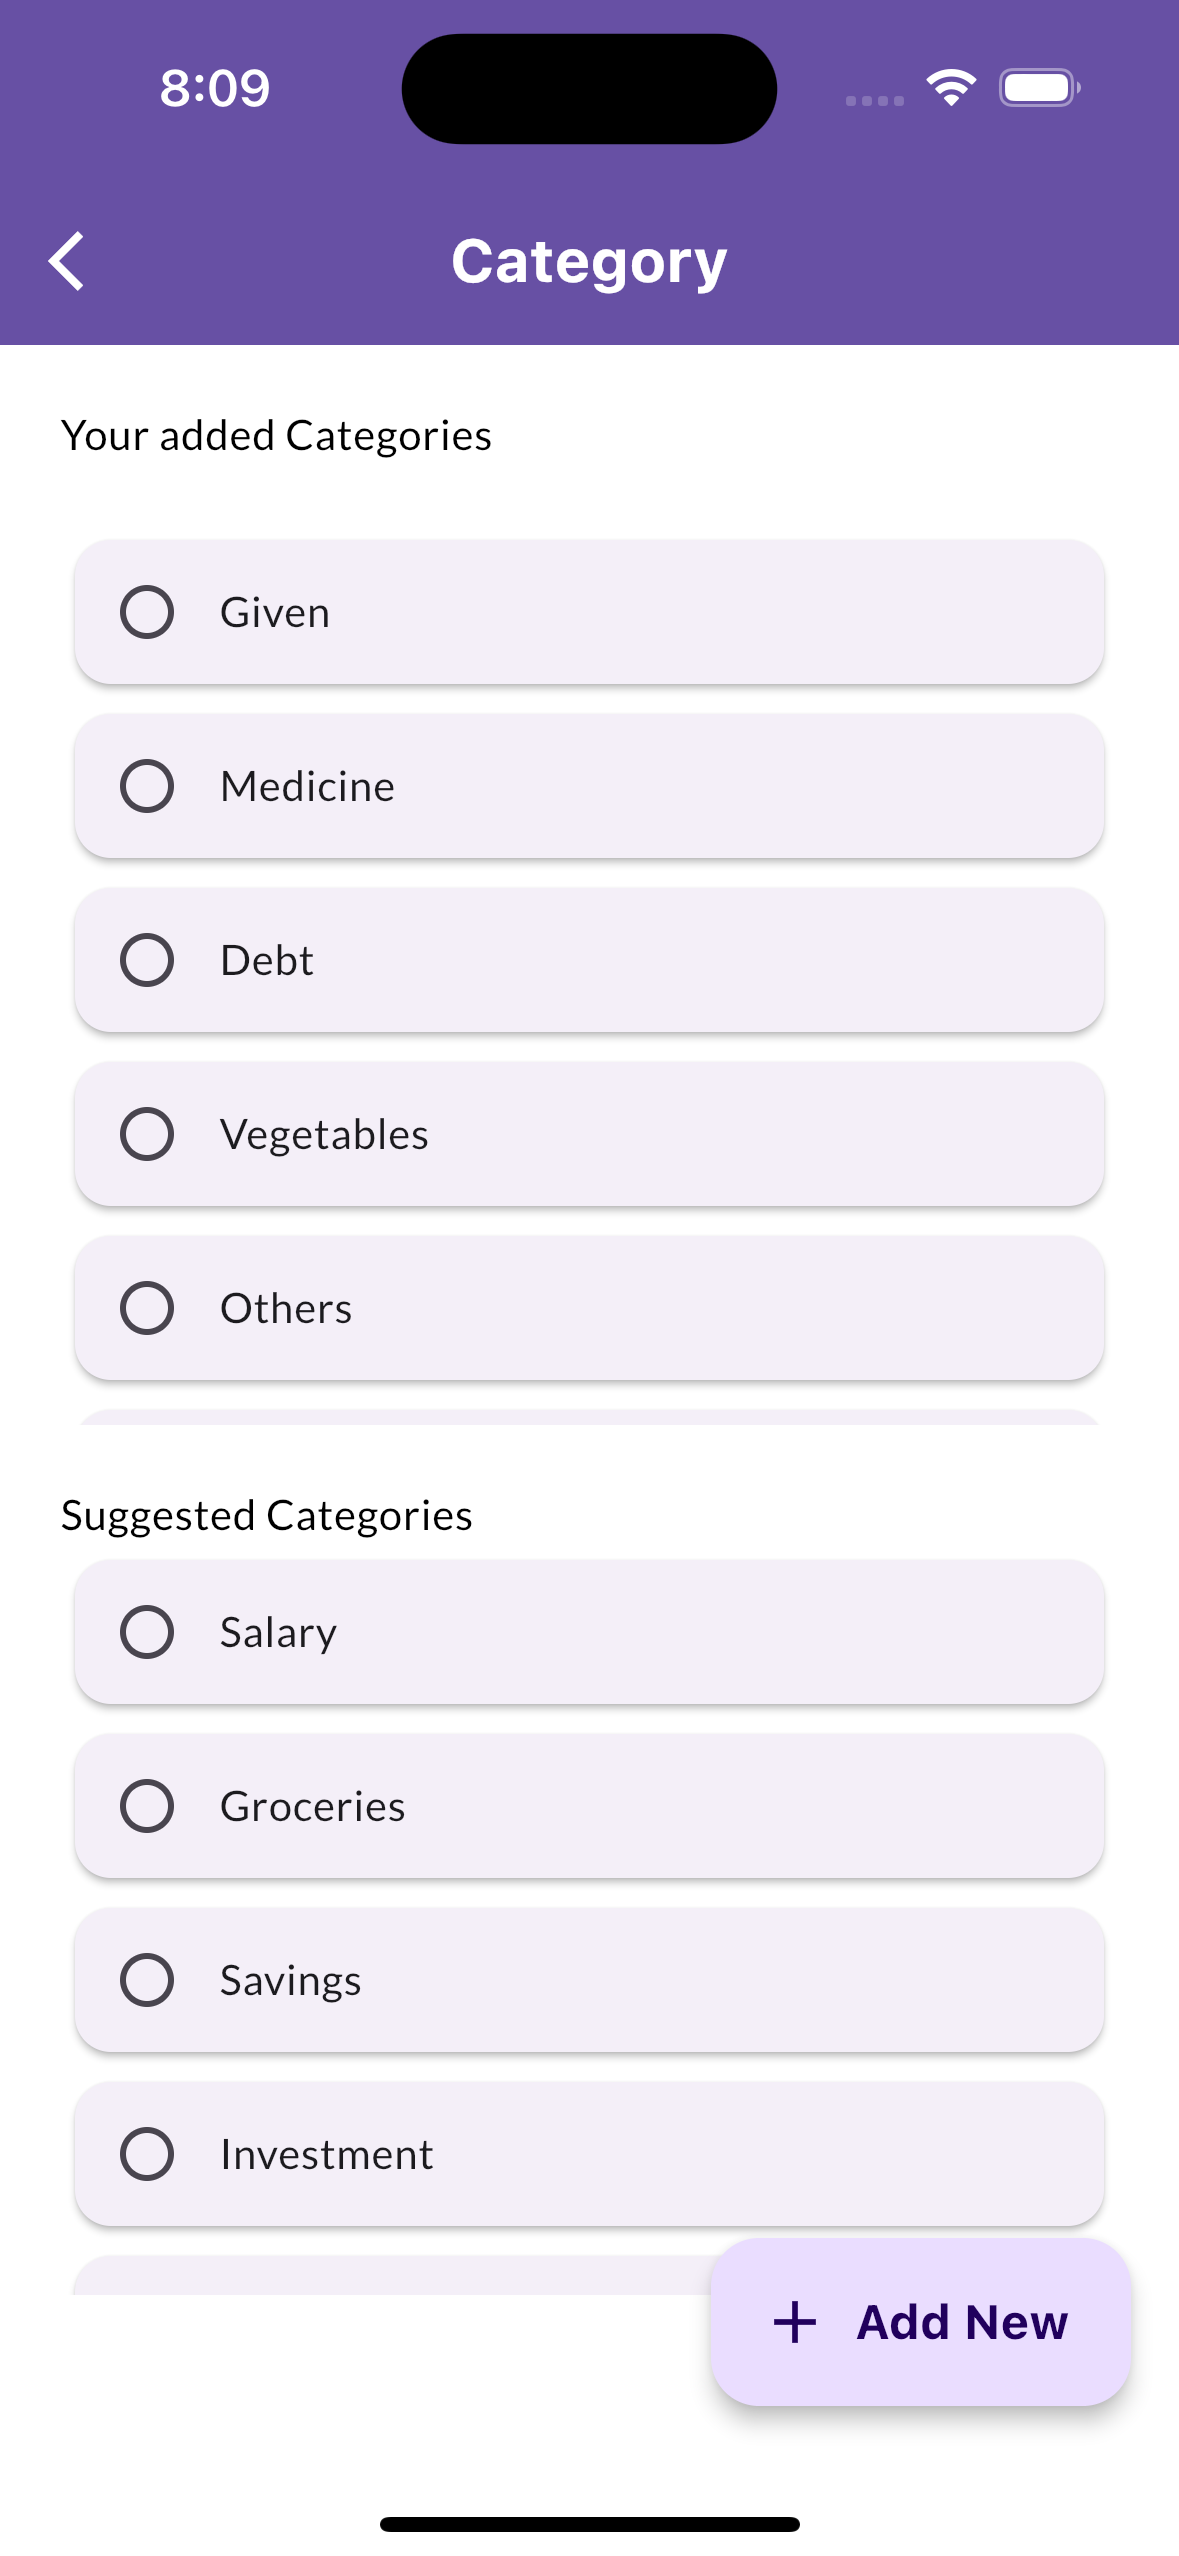 8:09
Category
Your added Categories
Given
Medicine
Debt
Vegetables
Others
Suggested Categories
Salary
Groceries
Savings
Investment
Add New